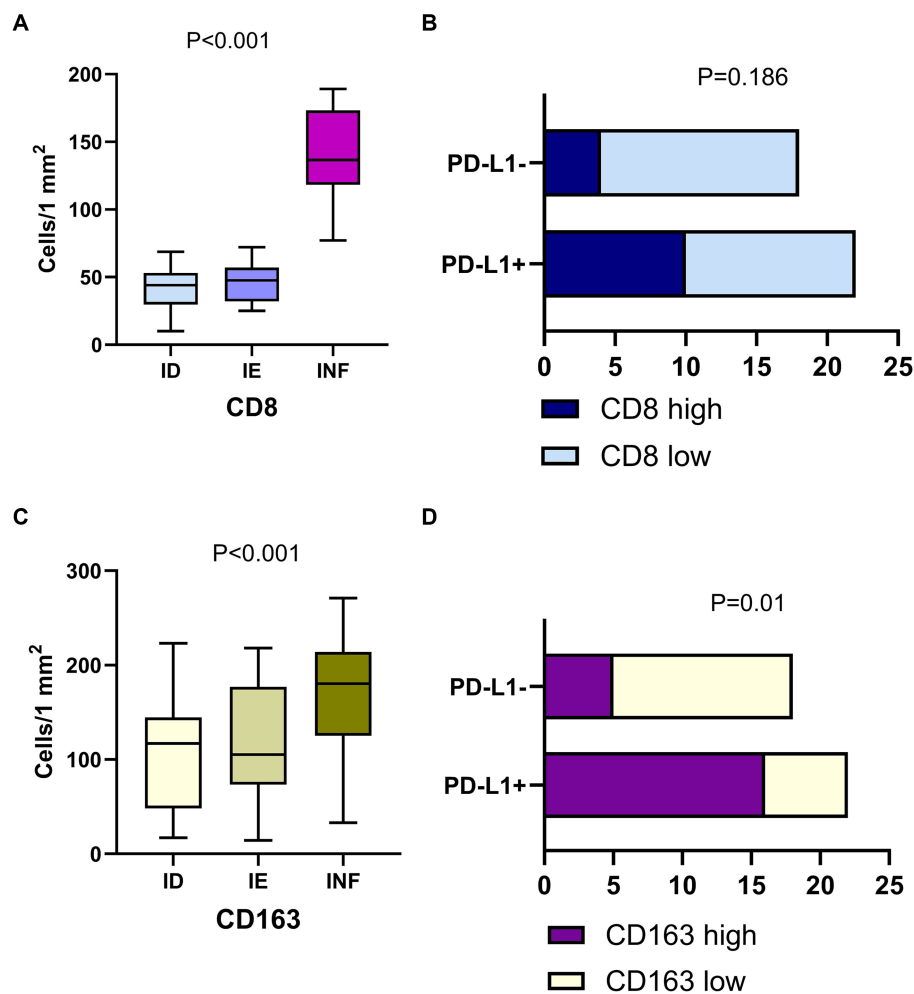 A
P<0.001
200
150
100
50
0
Cells/1 mm²
ID IE INF
CD8
B
P=0.186
PD-L1-
PD-L1+
0 5 10 15 20 25
CD8 high
CD8 low
C
P<0.001
300
200
100
0
Cells/1 mm²
ID IE INF
CD163
D
P=0.01
PD-L1-
PD-L1+
0 5 10 15 20 25
CD163 high
CD163 low